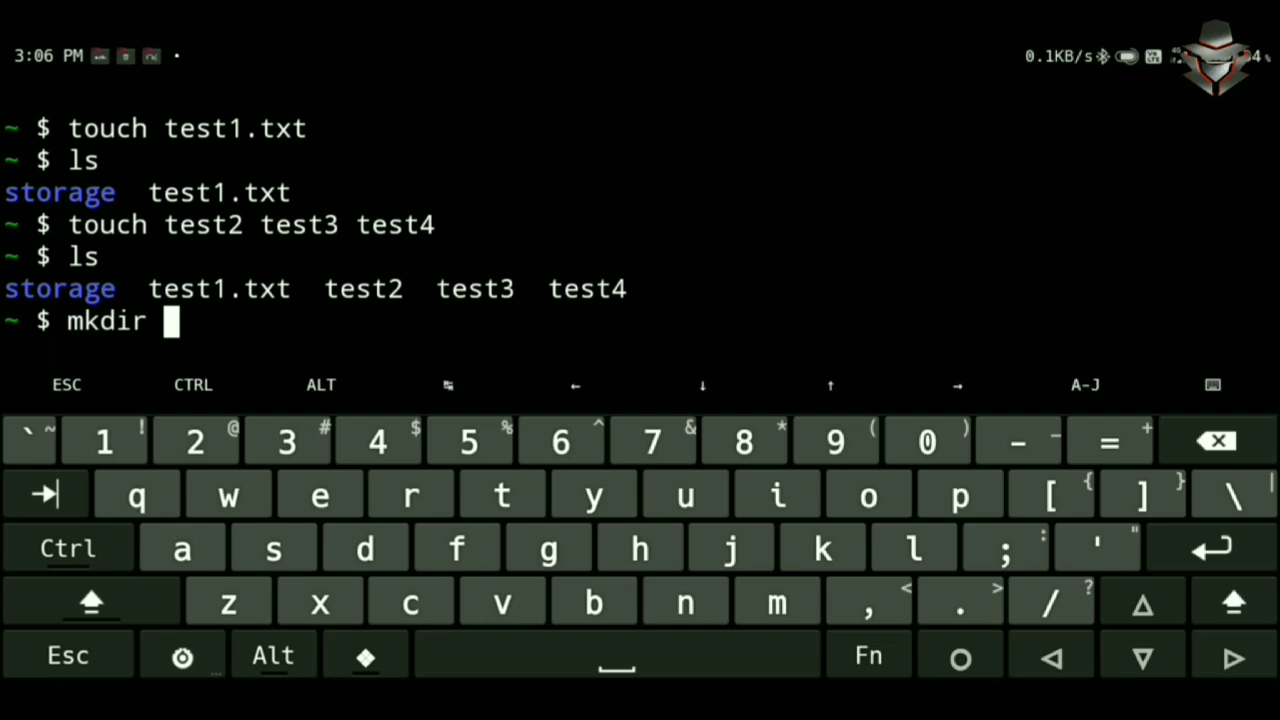 3:06 PM
0.1KB/s
~ $ touch test1.txt
~ $ ls
storage test1.txt
~ $ touch test2 test3 test4
~ $ ls
storage test1.txt test2 test3 test4
~ $ mkdir
ESC CTRL ALT ↹ ← ↓ ↑ → A-J
` ~ 1 ! 2 @ 3 # 4 $ 5 % 6 ^ 7 & 8 * 9 ( 0 ) - _ = +
q w e r t y u i o p [ { ] } \ |
Ctrl a s d f g h j k l ; : ' "
z x c v b n m , < . > / ?
Esc Alt Fn